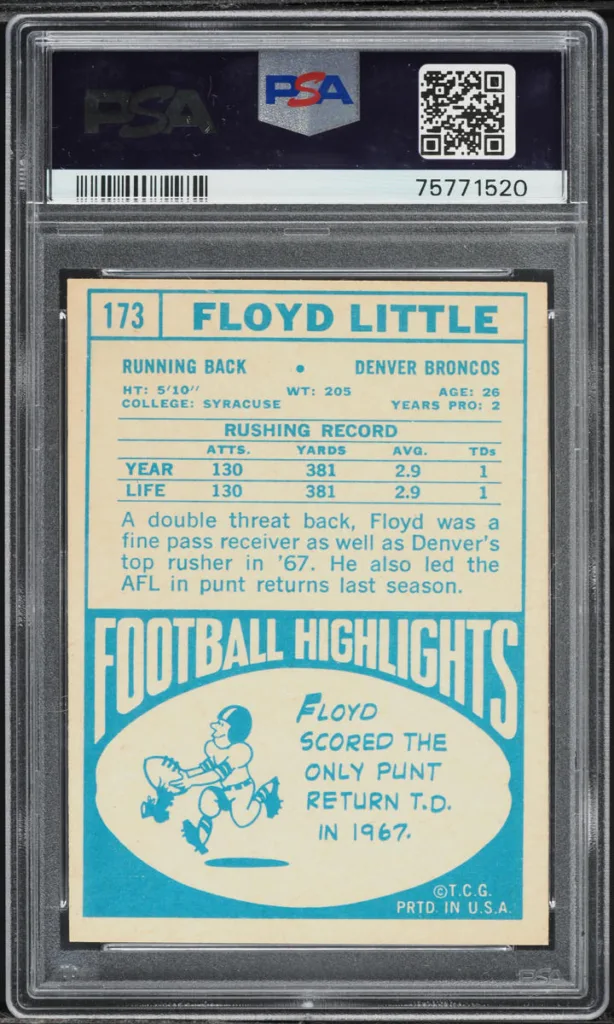 PSA
PSA
75771520
173 FLOYD LITTLE
RUNNING BACK • DENVER BRONCOS
HT: 5'10" WT: 205 AGE: 26
COLLEGE: SYRACUSE YEARS PRO: 2
RUSHING RECORD
ATTS. YARDS AVG. TDs
YEAR 130 381 2.9 1
LIFE 130 381 2.9 1
A double threat back, Floyd was a
fine pass receiver as well as Denver's
top rusher in '67. He also led the
AFL in punt returns last season.
FOOTBALL HIGHLIGHTS
FLOYD
SCORED THE
ONLY PUNT
RETURN T.D.
IN 1967.
©T.C.G.
PRTD. IN U.S.A.
PSA